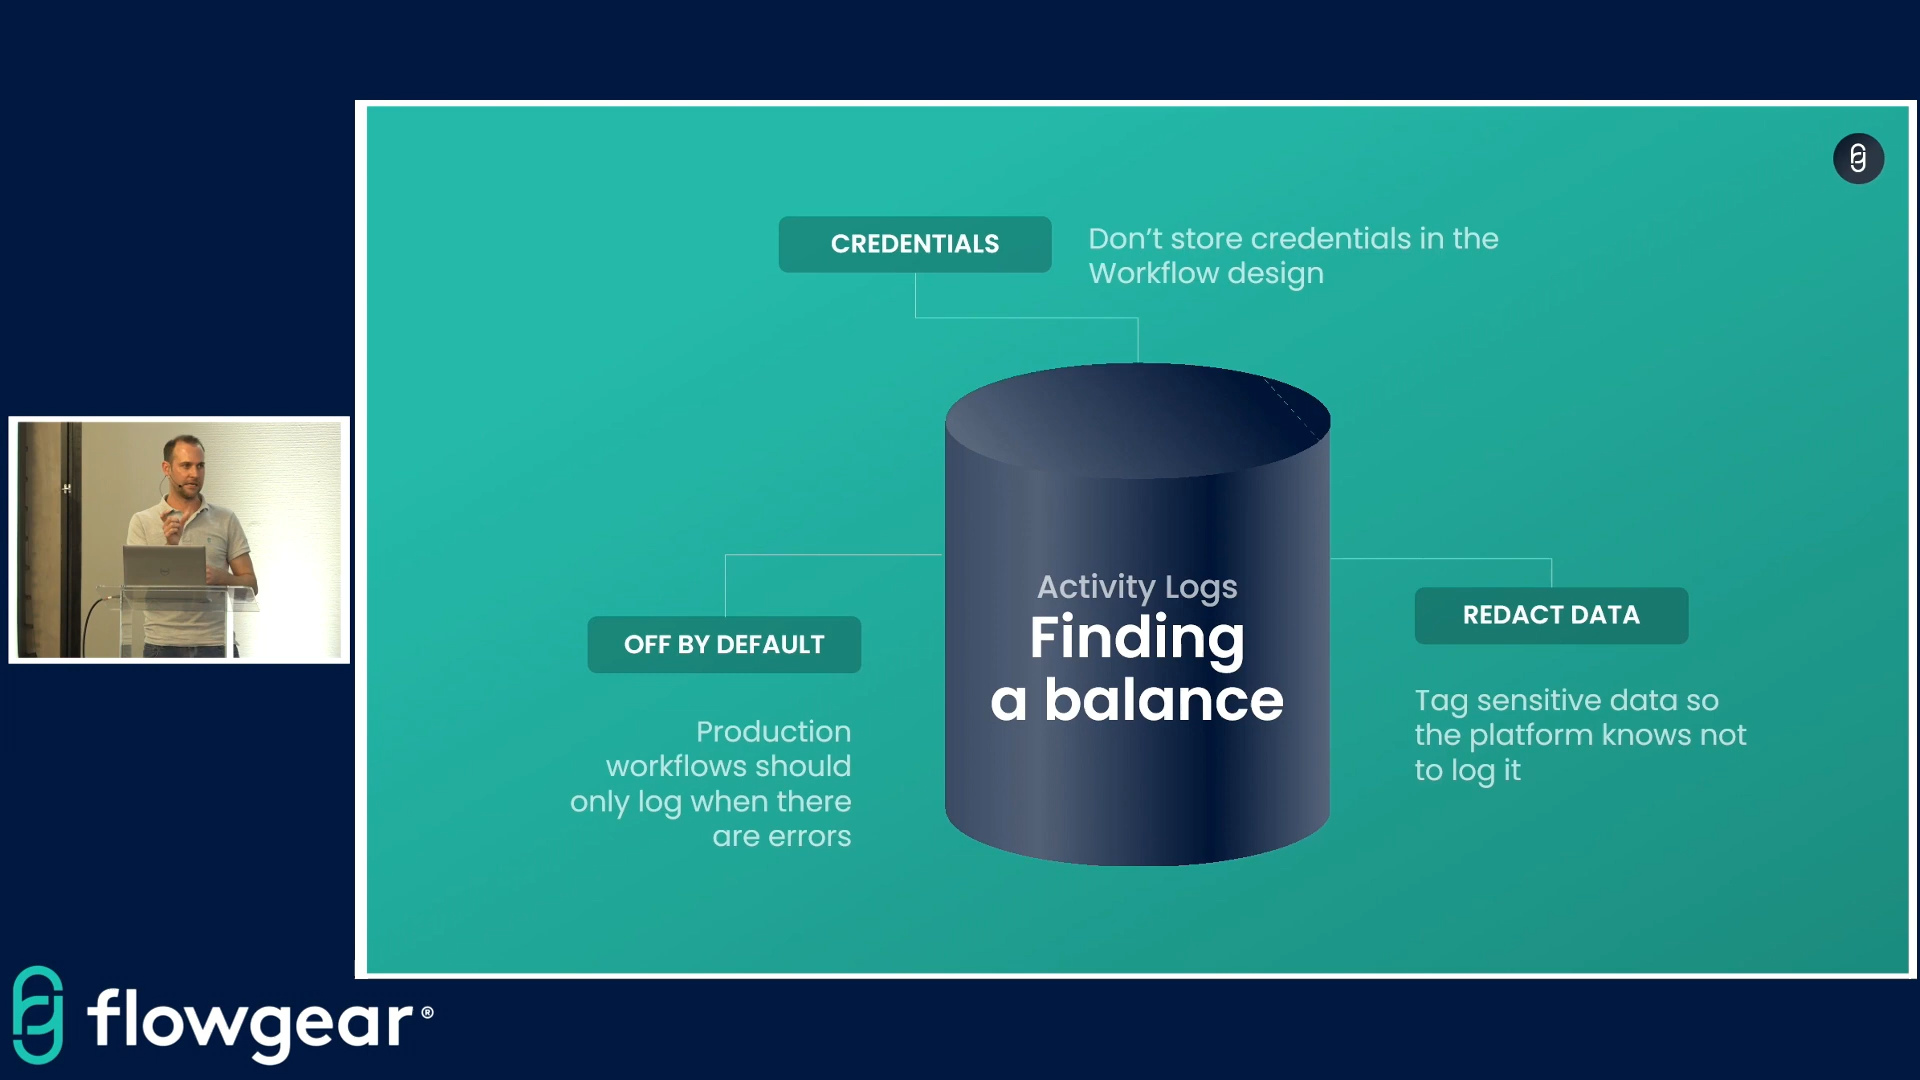 CREDENTIALS
Don't store credentials in the
Workflow design
Activity Logs
Finding
a balance
OFF BY DEFAULT
Production
workflows should
only log when there
are errors
REDACT DATA
Tag sensitive data so
the platform knows not
to log it
flowgear®